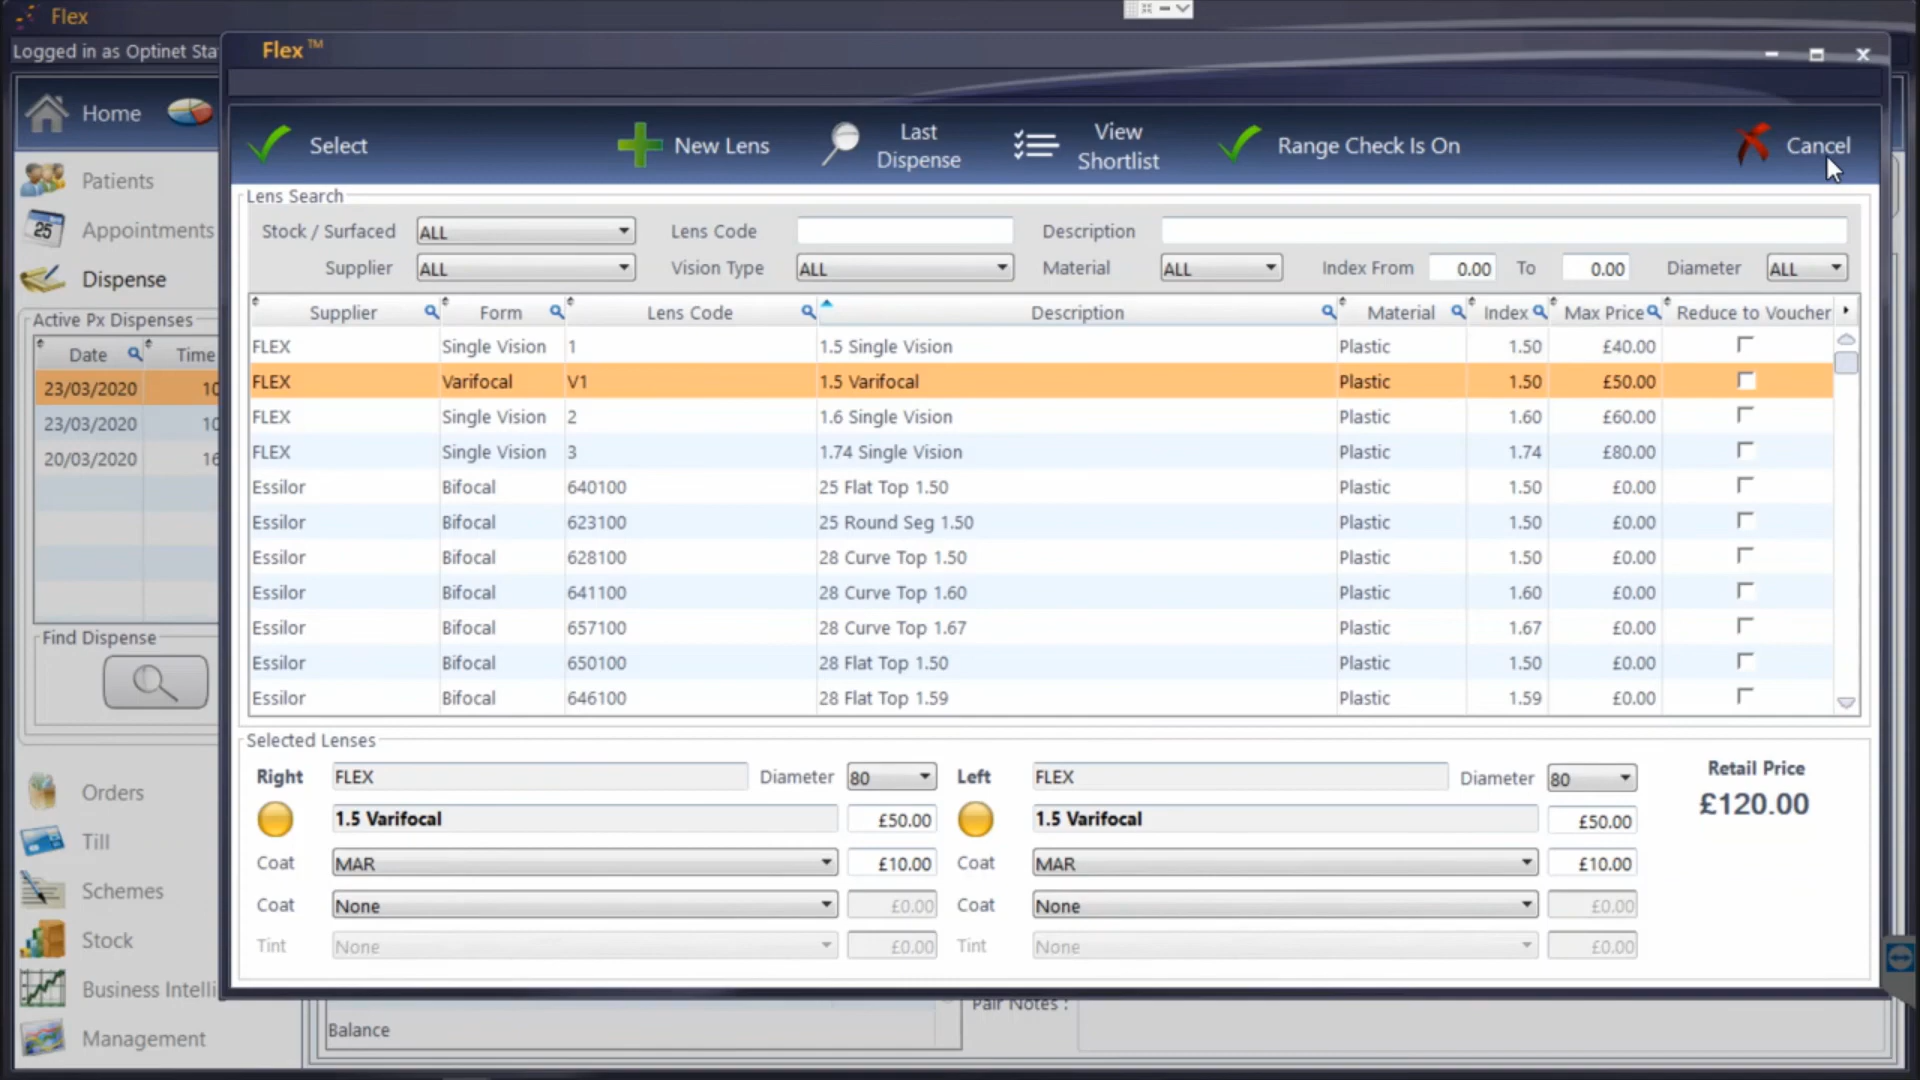 Flex
Logged in as Optinet Sta
Flex™
Home
Select
New Lens
Last Dispense
View Shortlist
Range Check Is On
Cancel
Patients
Appointments
25
Dispense
Lens Search
Stock / Surfaced ALL Lens Code Description
Supplier ALL Vision Type ALL Material ALL Index From 0.00 To 0.00 Diameter ALL
Active Px Dispenses
Date Time
23/03/2020 10
23/03/2020 10
20/03/2020 16
Find Dispense
Supplier Form Lens Code Description Material Index Max Price Reduce to Voucher
FLEX Single Vision 1 1.5 Single Vision Plastic 1.50 £40.00
FLEX Varifocal V1 1.5 Varifocal Plastic 1.50 £50.00
FLEX Single Vision 2 1.6 Single Vision Plastic 1.60 £60.00
FLEX Single Vision 3 1.74 Single Vision Plastic 1.74 £80.00
Essilor Bifocal 640100 25 Flat Top 1.50 Plastic 1.50 £0.00
Essilor Bifocal 623100 25 Round Seg 1.50 Plastic 1.50 £0.00
Essilor Bifocal 628100 28 Curve Top 1.50 Plastic 1.50 £0.00
Essilor Bifocal 641100 28 Curve Top 1.60 Plastic 1.60 £0.00
Essilor Bifocal 657100 28 Curve Top 1.67 Plastic 1.67 £0.00
Essilor Bifocal 650100 28 Flat Top 1.50 Plastic 1.50 £0.00
Essilor Bifocal 646100 28 Flat Top 1.59 Plastic 1.59 £0.00
Selected Lenses
Right FLEX Diameter 80 Left FLEX Diameter 80 Retail Price
1.5 Varifocal £50.00 1.5 Varifocal £50.00 £120.00
Coat MAR £10.00 Coat MAR £10.00
Coat None £0.00 Coat None £0.00
Tint None £0.00 Tint None £0.00
Orders
Till
Schemes
Stock
Business Intelli
Management
Pair Notes :
Balance